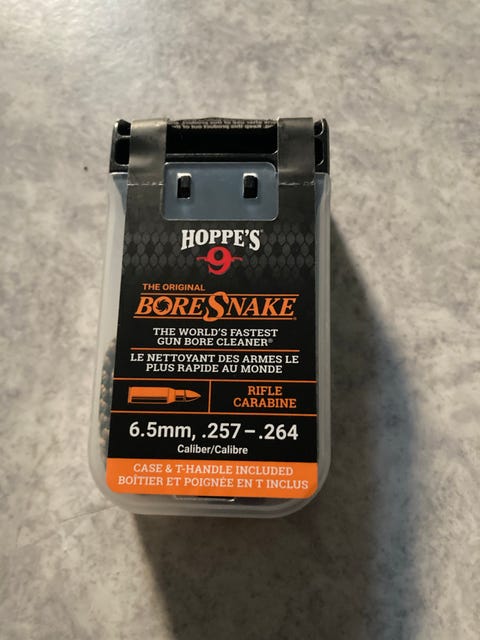 HOPPE'S
9
THE ORIGINAL
BORESNAKE
THE WORLD'S FASTEST
GUN BORE CLEANER®
LE NETTOYANT DES ARMES LE
PLUS RAPIDE AU MONDE
RIFLE
CARABINE
6.5mm, .257–.264
Caliber/Calibre
CASE & T-HANDLE INCLUDED
BOÎTIER ET POIGNÉE EN T INCLUS